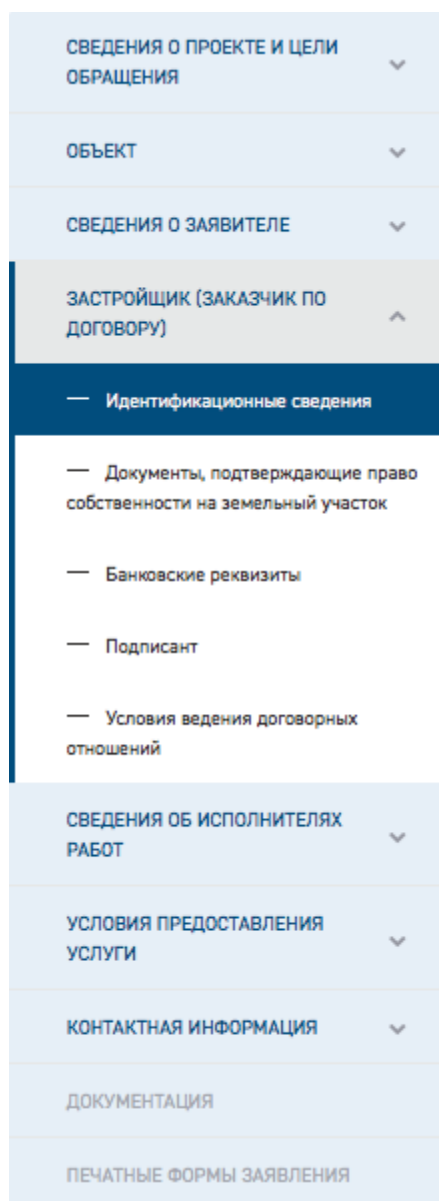 СВЕДЕНИЯ О ПРОЕКТЕ И ЦЕЛИ
ОБРАЩЕНИЯ
ОБЪЕКТ
СВЕДЕНИЯ О ЗАЯВИТЕЛЕ
ЗАСТРОЙЩИК (ЗАКАЗЧИК ПО
ДОГОВОРУ)
— Идентификационные сведения
— Документы, подтверждающие право
собственности на земельный участок
— Банковские реквизиты
— Подписант
— Условия ведения договорных
отношений
СВЕДЕНИЯ ОБ ИСПОЛНИТЕЛЯХ
РАБОТ
УСЛОВИЯ ПРЕДОСТАВЛЕНИЯ
УСЛУГИ
КОНТАКТНАЯ ИНФОРМАЦИЯ
ДОКУМЕНТАЦИЯ
ПЕЧАТНЫЕ ФОРМЫ ЗАЯВЛЕНИЯ